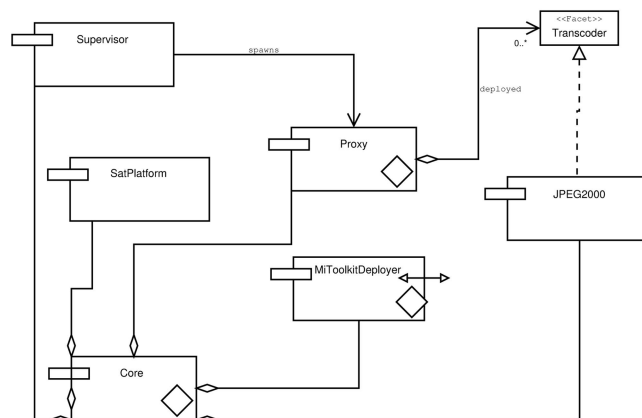 <<Facet>>
Transcoder
Supervisor
0..*
spawns
deployed
Proxy
SatPlatform
JPEG2000
MiToolkitDeployer
Core